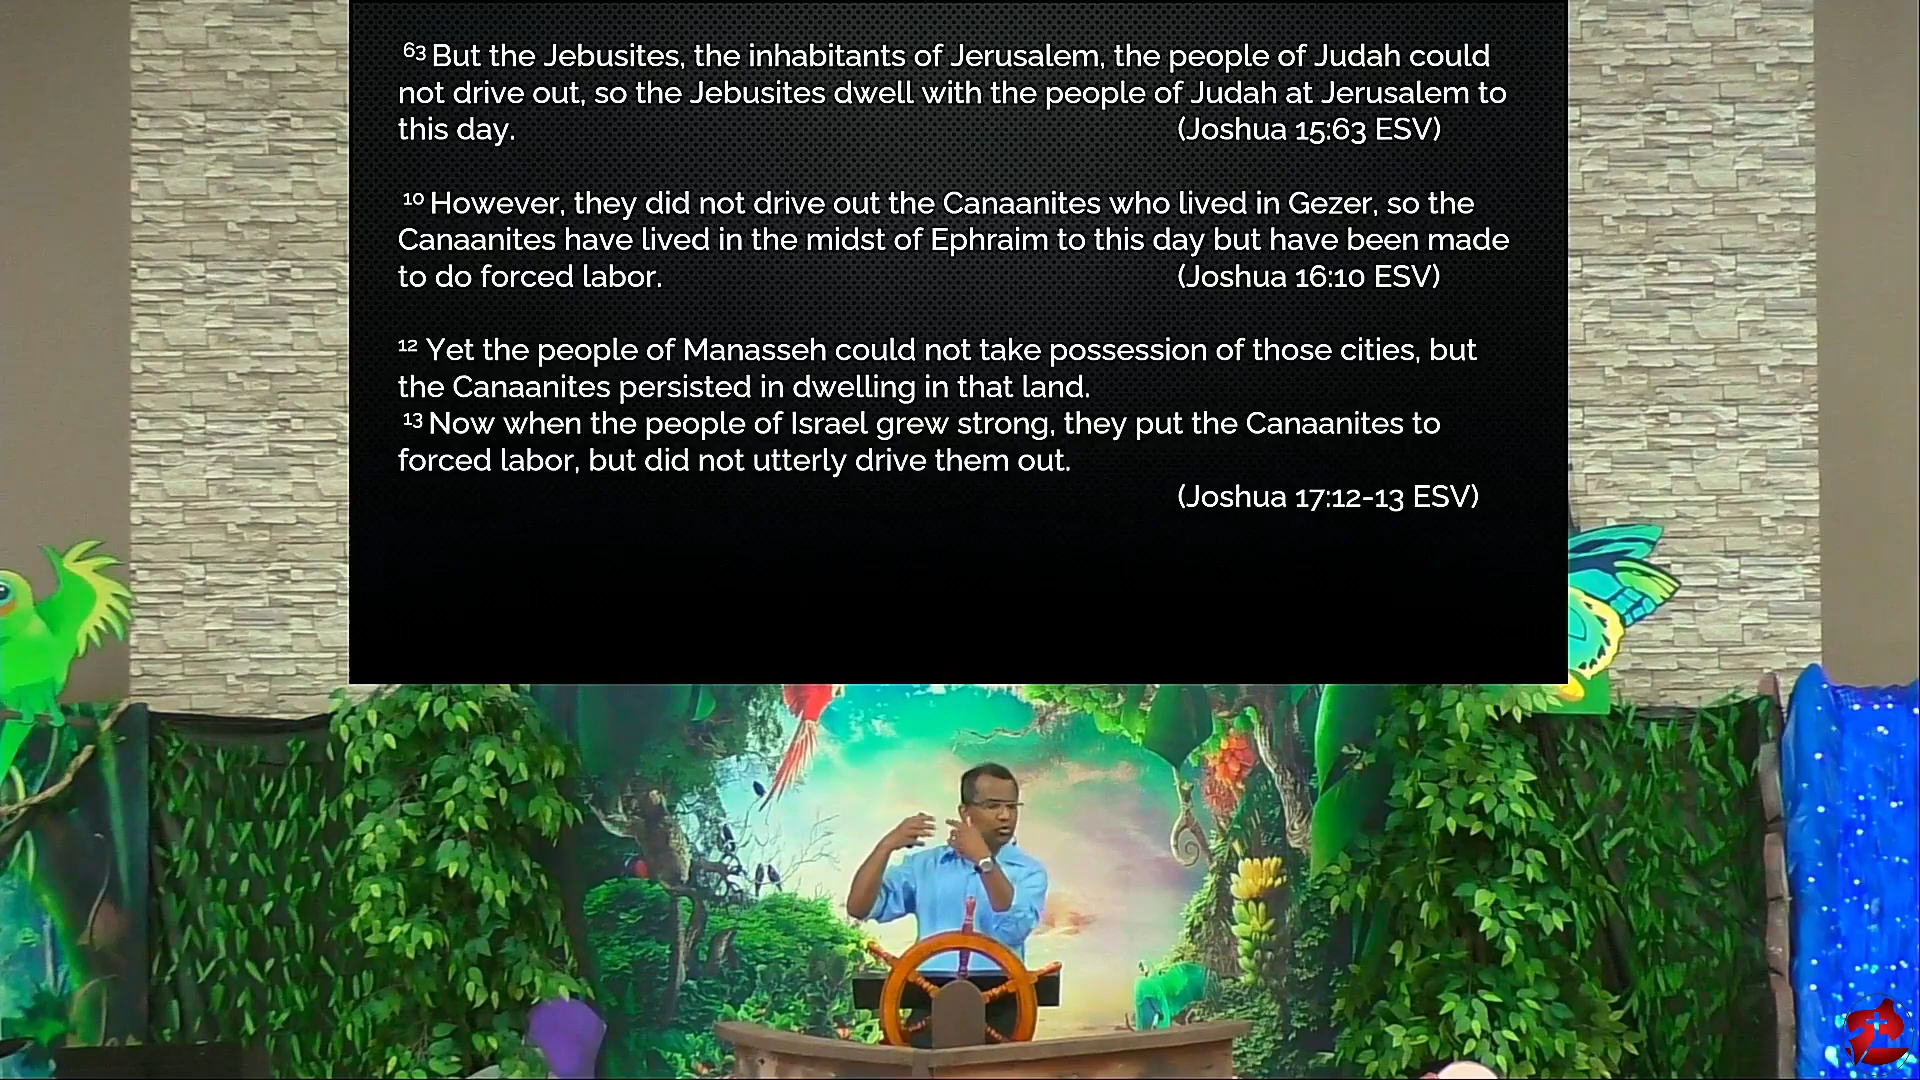 63 But the Jebusites, the inhabitants of Jerusalem, the people of Judah could
not drive out, so the Jebusites dwell with the people of Judah at Jerusalem to
this day. (Joshua 15:63 ESV)
10 However, they did not drive out the Canaanites who lived in Gezer, so the
Canaanites have lived in the midst of Ephraim to this day but have been made
to do forced labor. (Joshua 16:10 ESV)
12 Yet the people of Manasseh could not take possession of those cities, but
the Canaanites persisted in dwelling in that land.
13 Now when the people of Israel grew strong, they put the Canaanites to
forced labor, but did not utterly drive them out.
(Joshua 17:12-13 ESV)